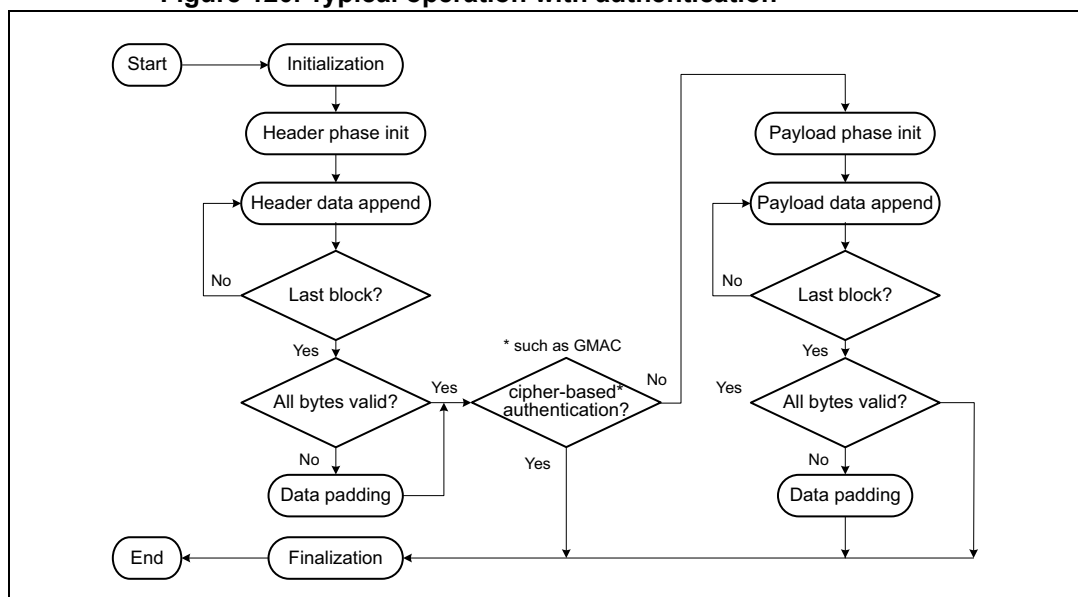 Figure 120. Typical operation with authentication
Start
Initialization
Header phase init
Header data append
No
Last block?
Yes
All bytes valid?
Yes
No
Data padding
* such as GMAC
cipher-based*
authentication?
No
Yes
Payload phase init
Payload data append
No
Last block?
Yes
Yes
All bytes valid?
No
Data padding
End
Finalization